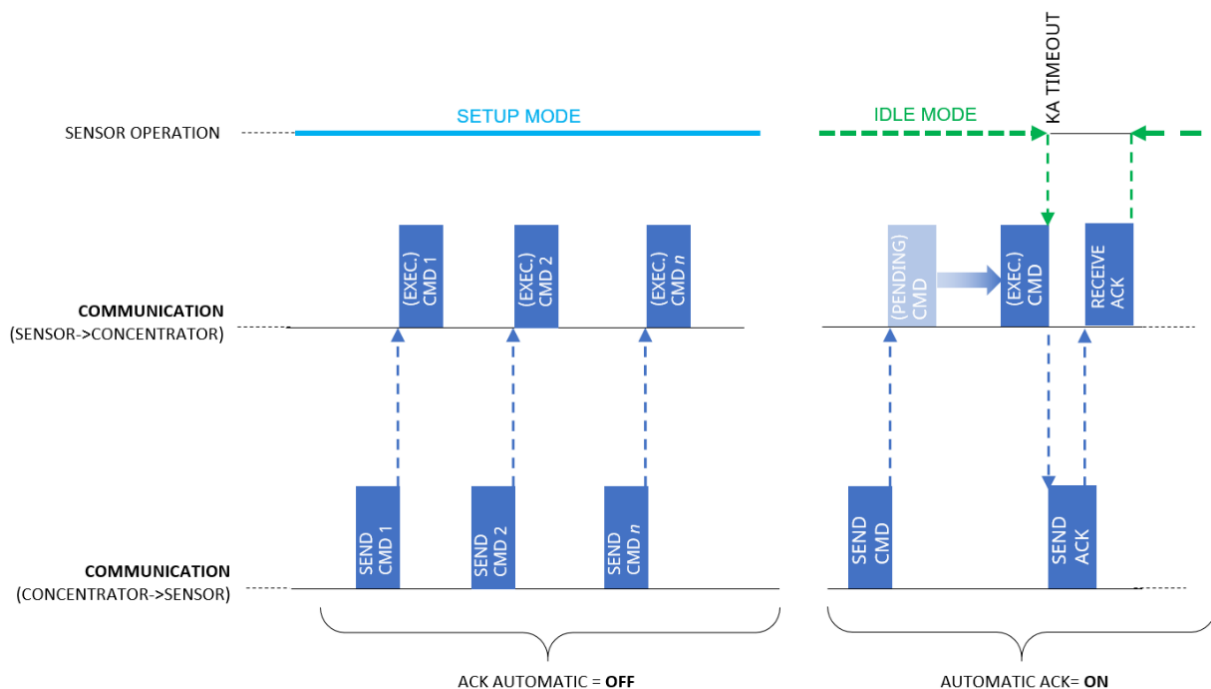 KA TIMEOUT
SETUP MODE
IDLE MODE
SENSOR OPERATION
(EXEC.)
CMD 1
(EXEC.)
CMD 2
(EXEC.)
CMD n
(PENDING)
CMD
(EXEC.)
CMD
RECEIVE
ACK
COMMUNICATION
(SENSOR->CONCENTRATOR)
SEND
CMD 1
SEND
CMD 2
SEND
CMD n
SEND
CMD
SEND
ACK
COMMUNICATION
(CONCENTRATOR->SENSOR)
ACK AUTOMATIC = OFF
AUTOMATIC ACK= ON